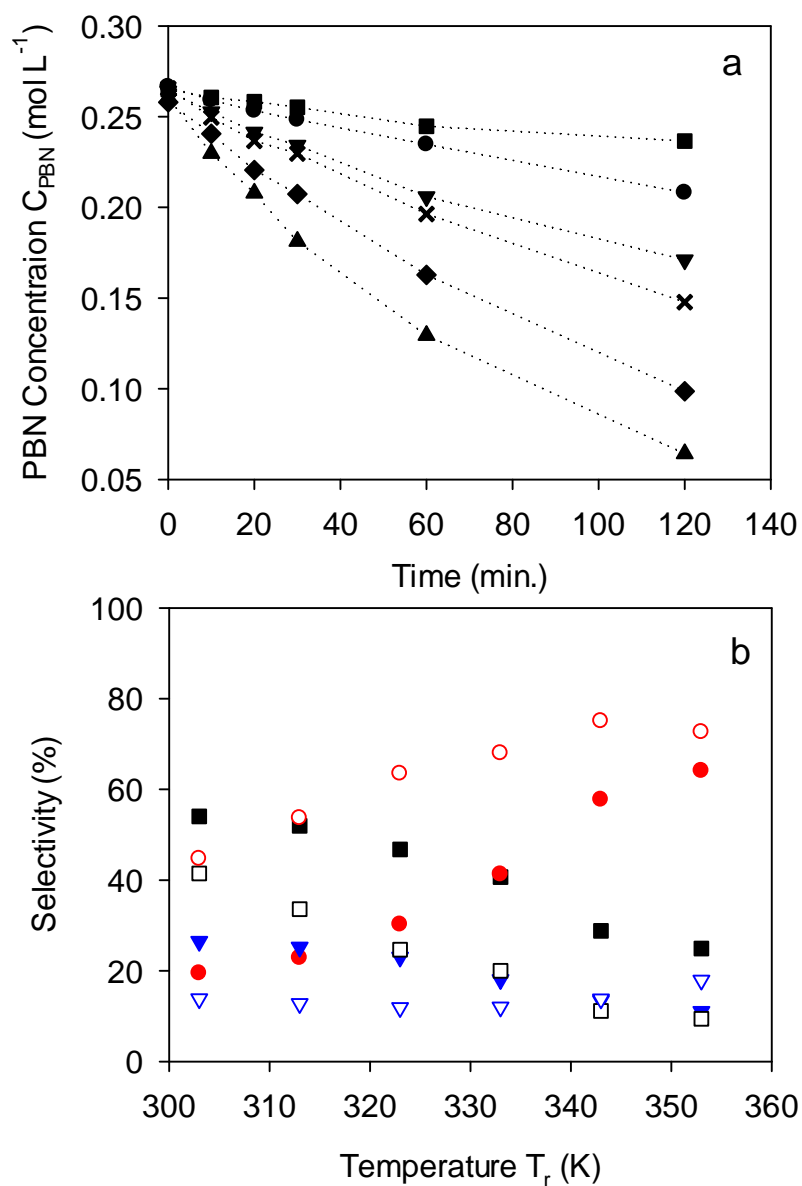 a
PBN Concentraion C_PBN (mol L⁻¹)
0.30
0.25
0.20
0.15
0.10
0.05
0 20 40 60 80 100 120 140
Time (min.)
b
Selectivity (%)
100
80
60
40
20
0
300 310 320 330 340 350 360
Temperature T_r (K)